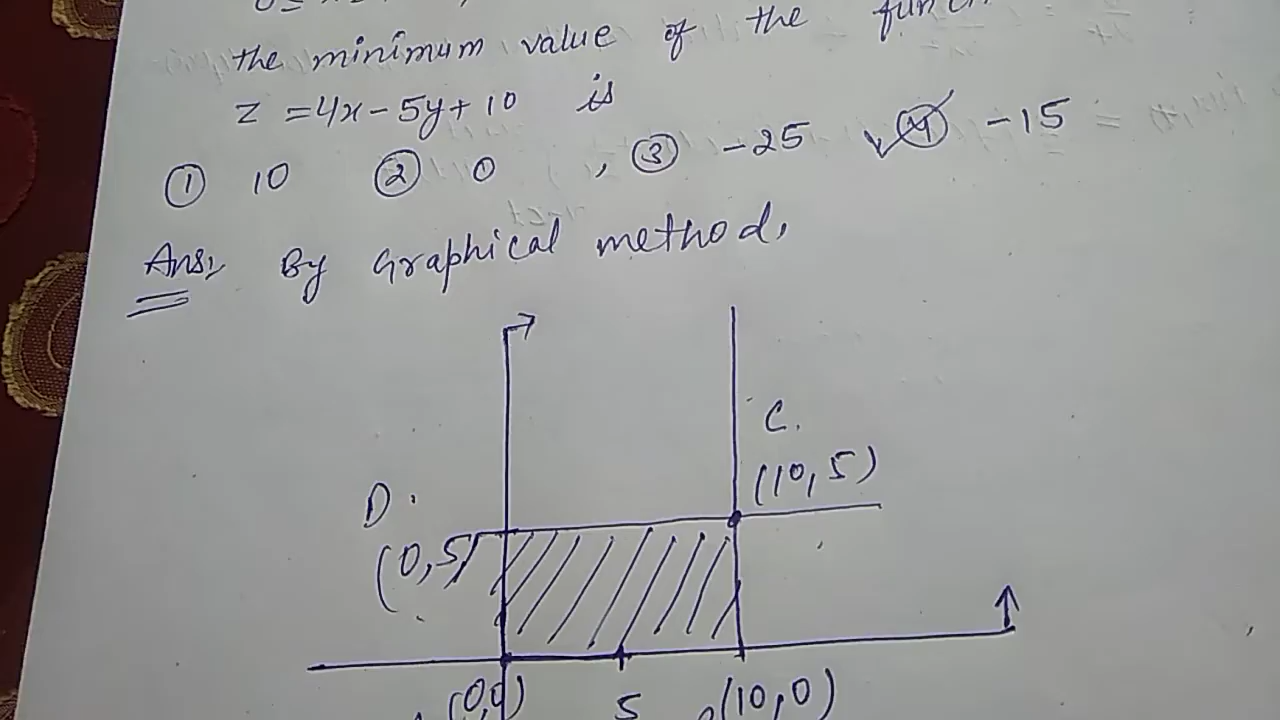 the minimum value of the
z = 4x - 5y + 10 is
① 10 ② 0 , ③ -25 ④ -15 =
Ans, By Graphical method,
C.
(10,5)
D.
(0,5)
(0,0) 5 (10,0)